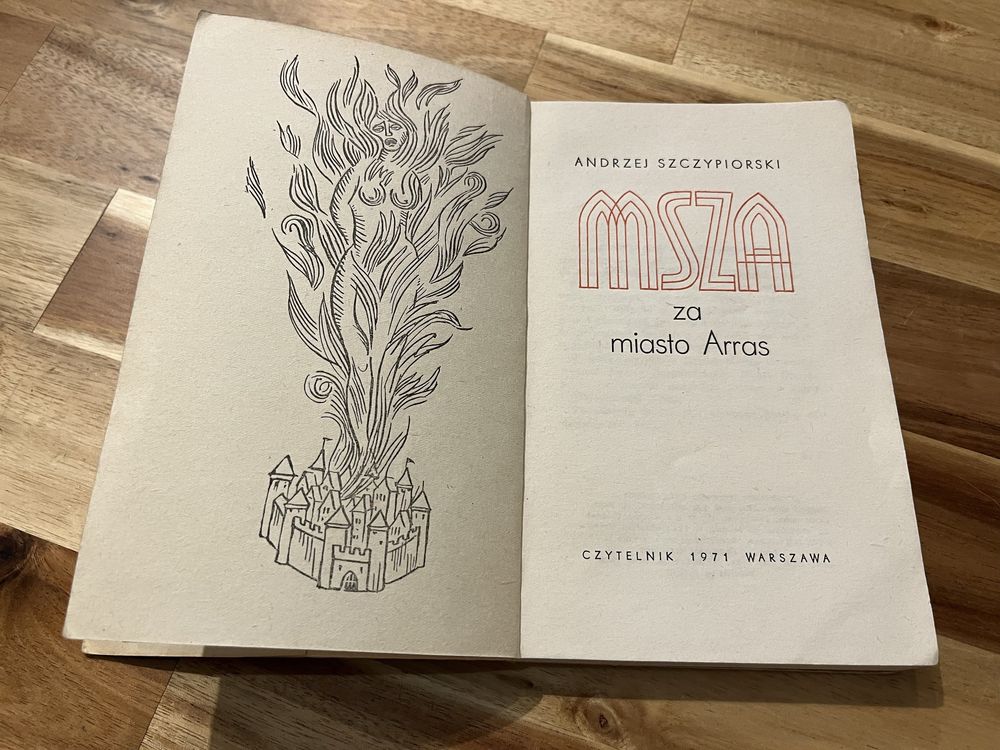 ANDRZEJ SZCZYPIORSKI
MSZA
za
miasto Arras
CZYTELNIK 1971 WARSZAWA